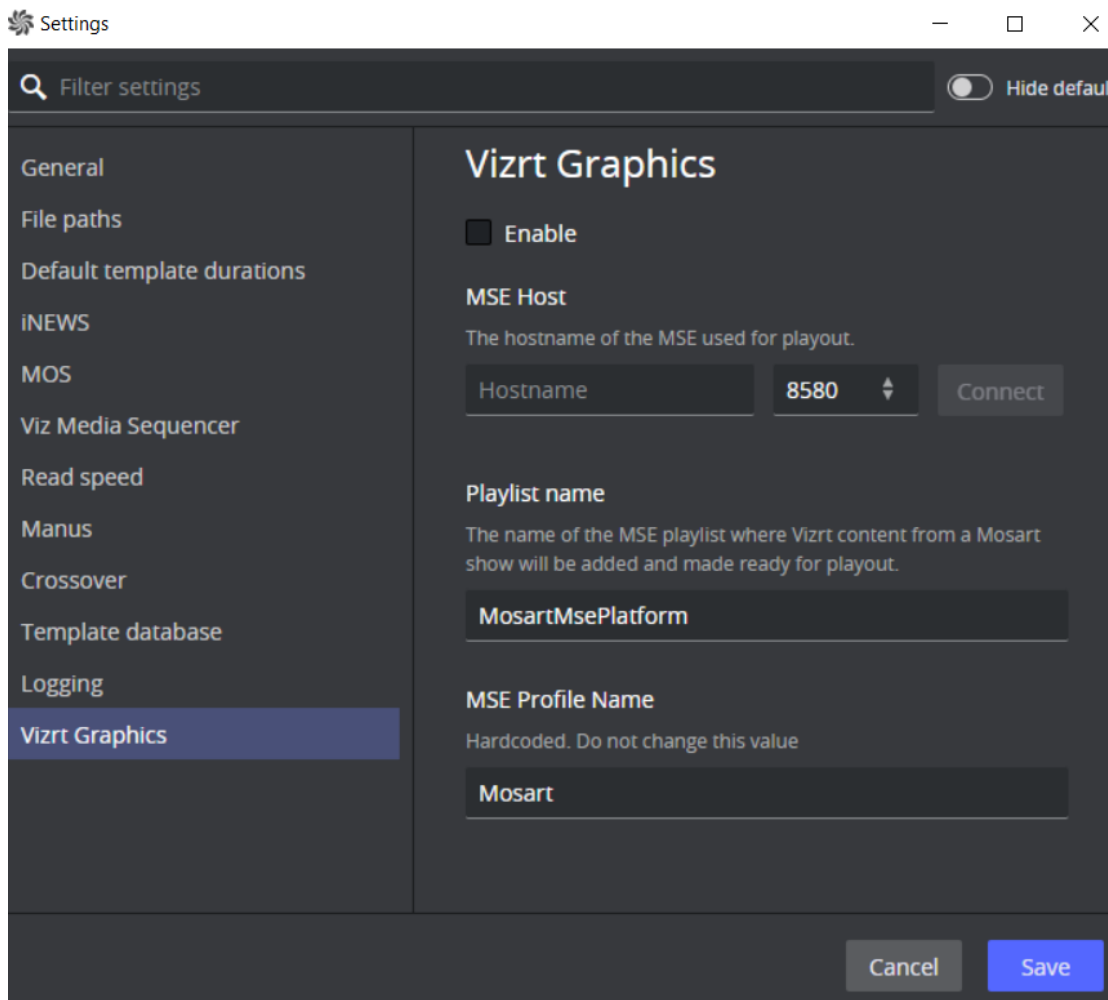 Settings
Filter settings
Hide defaul
General
File paths
Default template durations
iNEWS
MOS
Viz Media Sequencer
Read speed
Manus
Crossover
Template database
Logging
Vizrt Graphics
Vizrt Graphics
Enable
MSE Host
The hostname of the MSE used for playout.
Hostname
8580
Connect
Playlist name
The name of the MSE playlist where Vizrt content from a Mosart
show will be added and made ready for playout.
MosartMsePlatform
MSE Profile Name
Hardcoded. Do not change this value
Mosart
Cancel
Save